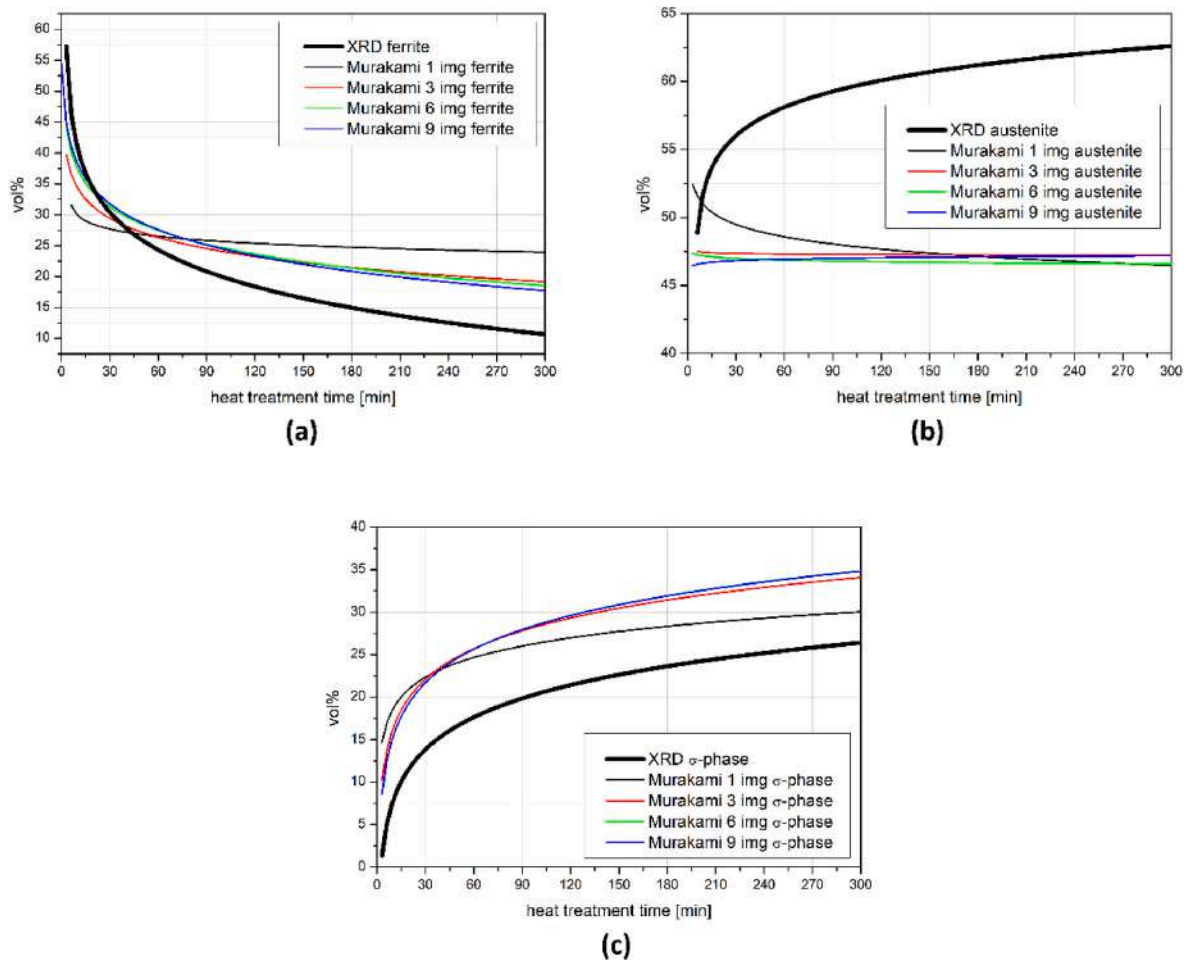 60
55
50
45
40
35
30
25
20
15
10
vol%
XRD ferrite
Murakami 1 img ferrite
Murakami 3 img ferrite
Murakami 6 img ferrite
Murakami 9 img ferrite
0 30 60 90 120 150 180 210 240 270 300
heat treatment time [min]
(a)
65
60
55
50
45
40
vol%
XRD austenite
Murakami 1 img austenite
Murakami 3 img austenite
Murakami 6 img austenite
Murakami 9 img austenite
0 30 60 90 120 150 180 210 240 270 300
heat treatment time [min]
(b)
40
35
30
25
20
15
10
5
0
vol%
XRD σ-phase
Murakami 1 img σ-phase
Murakami 3 img σ-phase
Murakami 6 img σ-phase
Murakami 9 img σ-phase
0 30 60 90 120 150 180 210 240 270 300
heat treatment time [min]
(c)